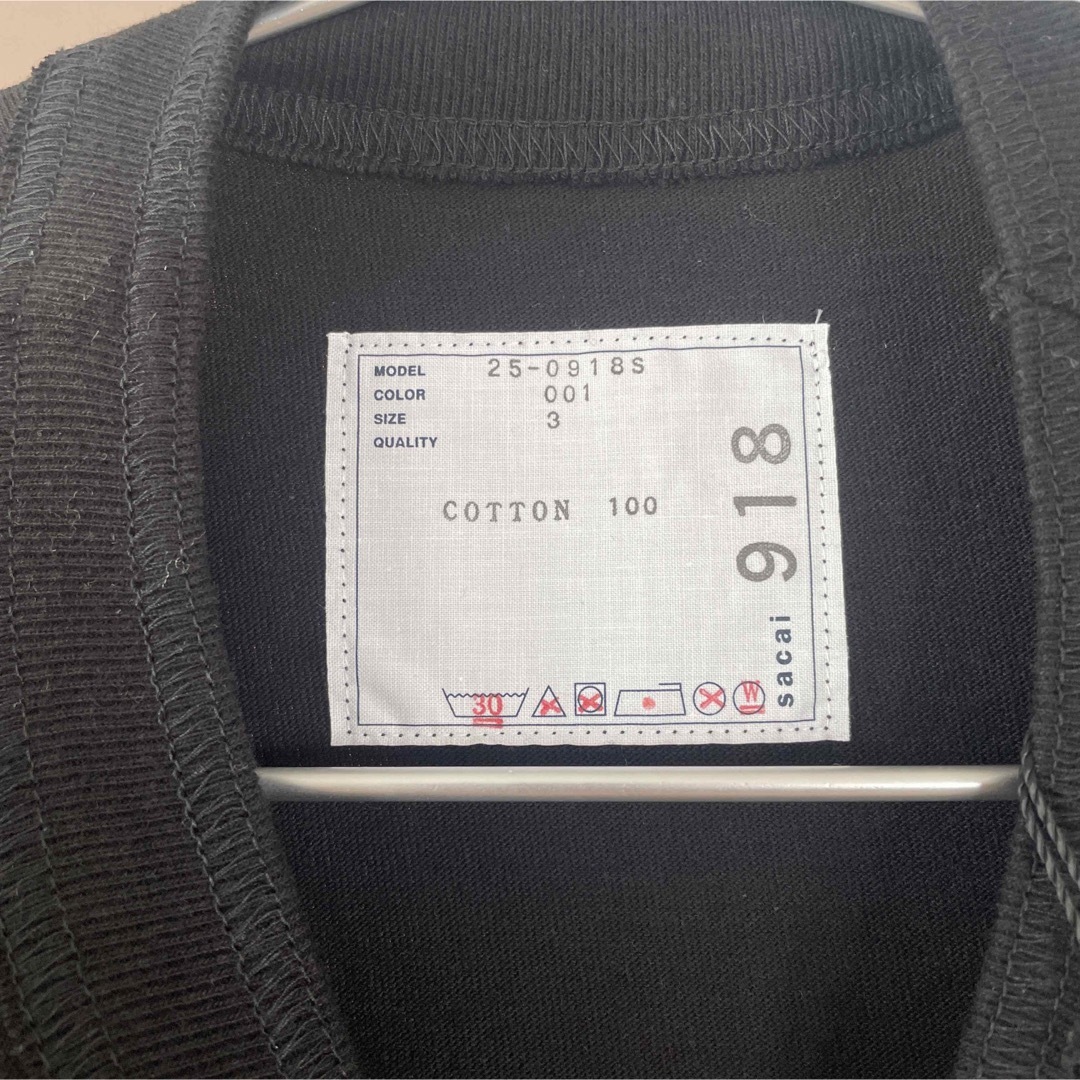 MODEL 25-0918S
COLOR 001
SIZE 3
QUALITY
COTTON 100
30
W
sacai 918